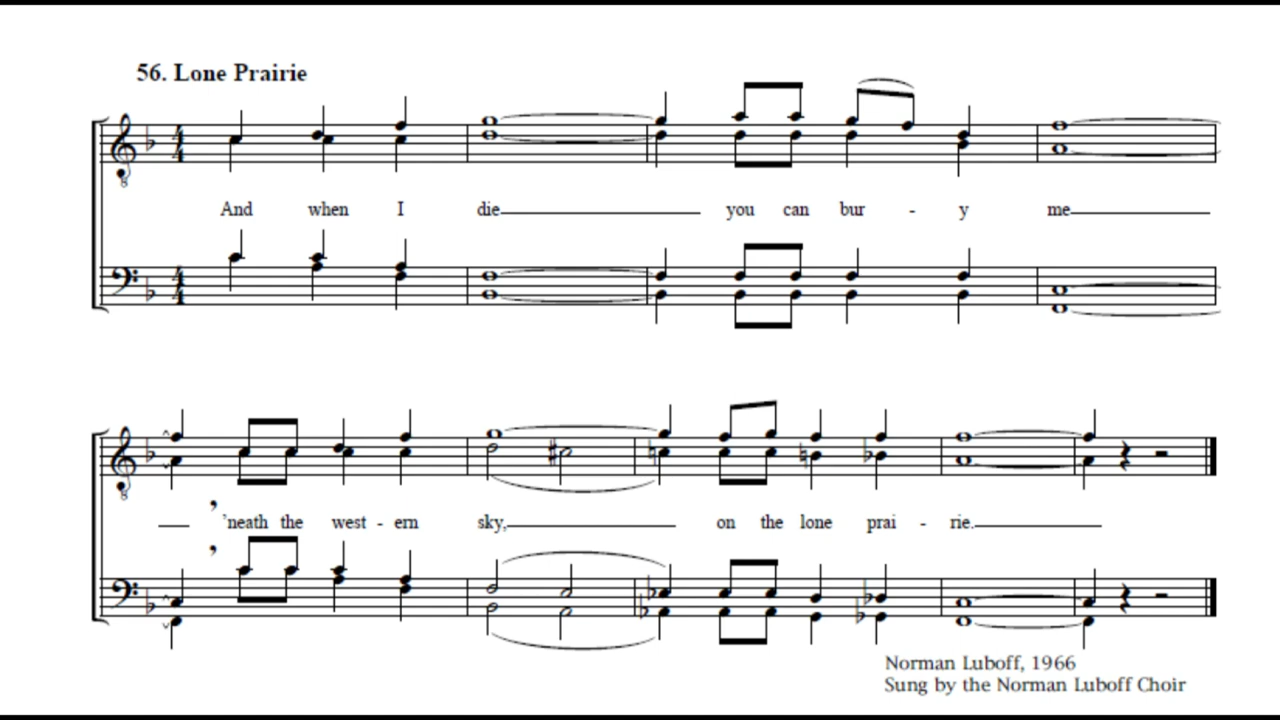 56. Lone Prairie
And when I die you can bur - y me
'neath the west - ern sky, on the lone prai - rie.
Norman Luboff, 1966
Sung by the Norman Luboff Choir